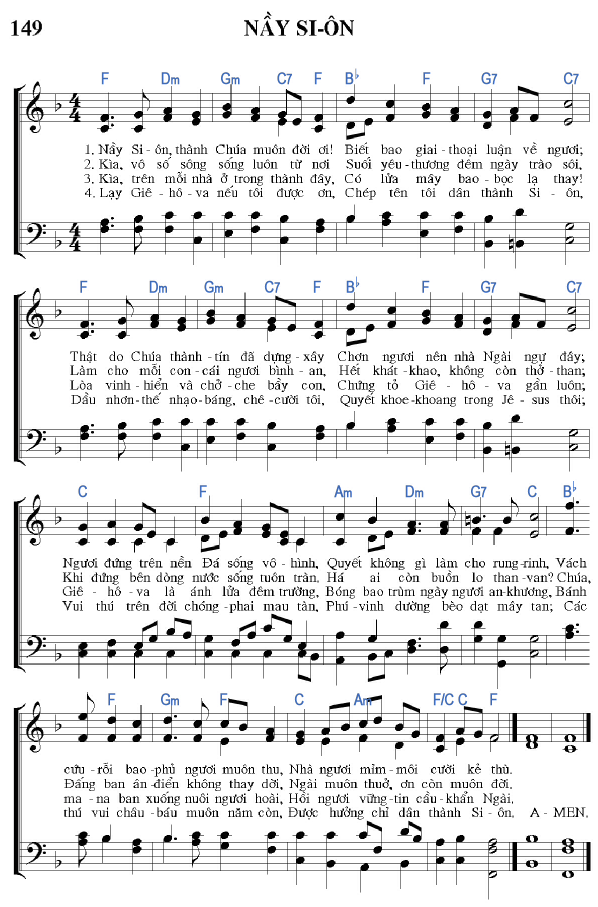 149 NẦY SI-ÔN
F Dm Gm C7 F B♭ F G7 C7
1. Nầy Si-ôn, thành Chúa muôn đời ơi! Biết bao giai-thoại luận về ngươi;
2. Kìa, vô số sông sống luôn từ nơi Suối yêu-thương đêm ngày trào sôi,
3. Kìa, trên mỗi nhà ở trong thành đây, Có lửa mây bao-bọc lạ thay!
4. Lạy Giê-hô-va nếu tôi được ơn, Chép tên tôi dân thành Si-ôn,
F Dm Gm C7 F B♭ F G7 C7
Thật do Chúa thành-tín đã dựng-xây Chọn ngươi nên nhà Ngài ngự đây;
Làm cho mỗi con-cái ngươi bình-an, Hết khát-khao, không còn thở-than;
Lòa vinh-hiển và chở-che bầy con, Chứng tỏ Giê-hô-va gần luôn;
Dầu nhơn-thế nhạo-báng, chê-cười tôi, Quyết khoe-khoang trong Jê-sus thôi;
C F Am Dm G7 C B♭
Ngươi đứng trên nền Đá sống vô-hình, Quyết không gì làm cho rung-rinh, Vách
Khi đứng bên dòng nước sống tuôn tràn, Há ai còn buồn lo than-van? Chúa,
Giê-hô-va là ánh lửa đêm trường, Bóng bao trùm ngày ngươi an-khương, Bánh
Vui thú trên đời chóng-phai mau tàn, Phú-vinh dường bèo dạt mây tan; Các
F Gm F C Am F/C C F
cứu-rỗi bao-phủ ngươi muôn thu, Nhà ngươi mỉm-môi cười kẻ thù.
Đấng ban ân-điển không thay dời, Ngài muôn thuở, ơn còn muôn đời.
ma-na ban xuống nuôi ngươi hoài, Hỡi ngươi vững-tin cầu-khẩn Ngài,
thú vui châu-báu muôn năm còn, Được hưởng chỉ dân thành Si-ôn. A-MEN.